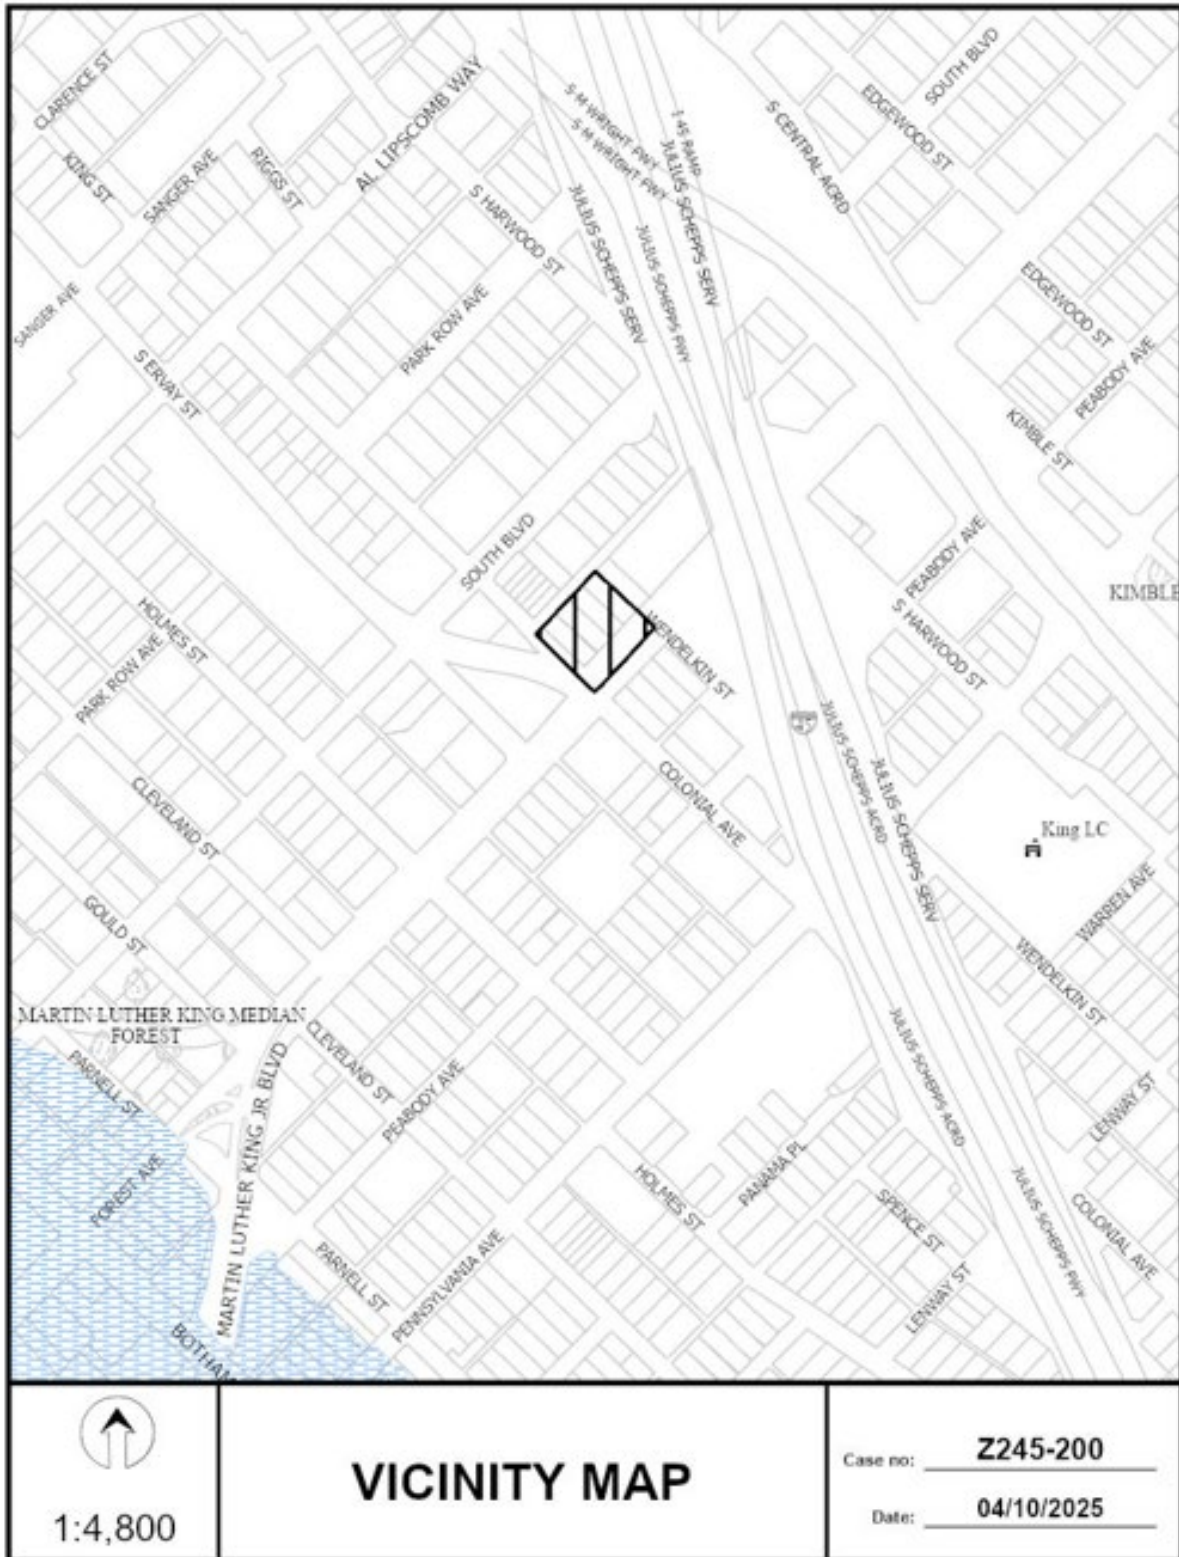 CLARENCE ST
KING ST
SANGER AVE
RIGGS ST
AL LIPSCOMB WAY
S M WRIGHT FWY
S M WRIGHT FWY
I-45 RAMP
JULIUS SCHEPPS SERV
S CENTRAL ACRD
EDGEWOOD ST
SOUTH BLVD
SANGER AVE
S HARWOOD ST
JULIUS SCHEPPS SERV
JULIUS SCHEPPS FWY
PARK ROW AVE
S ERVAY ST
EDGEWOOD ST
PEABODY AVE
KIMBLE ST
SOUTH BLVD
PEABODY AVE
KIMBLE
HOLMES ST
PARK ROW AVE
WENDELKIN ST
S HARWOOD ST
COLONIAL AVE
JULIUS SCHEPPS ACRD
JULIUS SCHEPPS SERV
CLEVELAND ST
King LC
GOULD ST
WARREN AVE
WENDELKIN ST
MARTIN LUTHER KING MEDIAN
FOREST
CLEVELAND ST
PEABODY AVE
JULIUS SCHEPPS ACRD
PARNELL ST
LENWAY ST
FOREST AVE
MARTIN LUTHER KING JR BLVD
HOLMES ST
PANAMA PL
SPENCE ST
JULIUS SCHEPPS FWY
COLONIAL AVE
PARNELL ST
PENNSYLVANIA AVE
LENWAY ST
BOTHAM
1:4,800
VICINITY MAP
Case no: Z245-200
Date: 04/10/2025